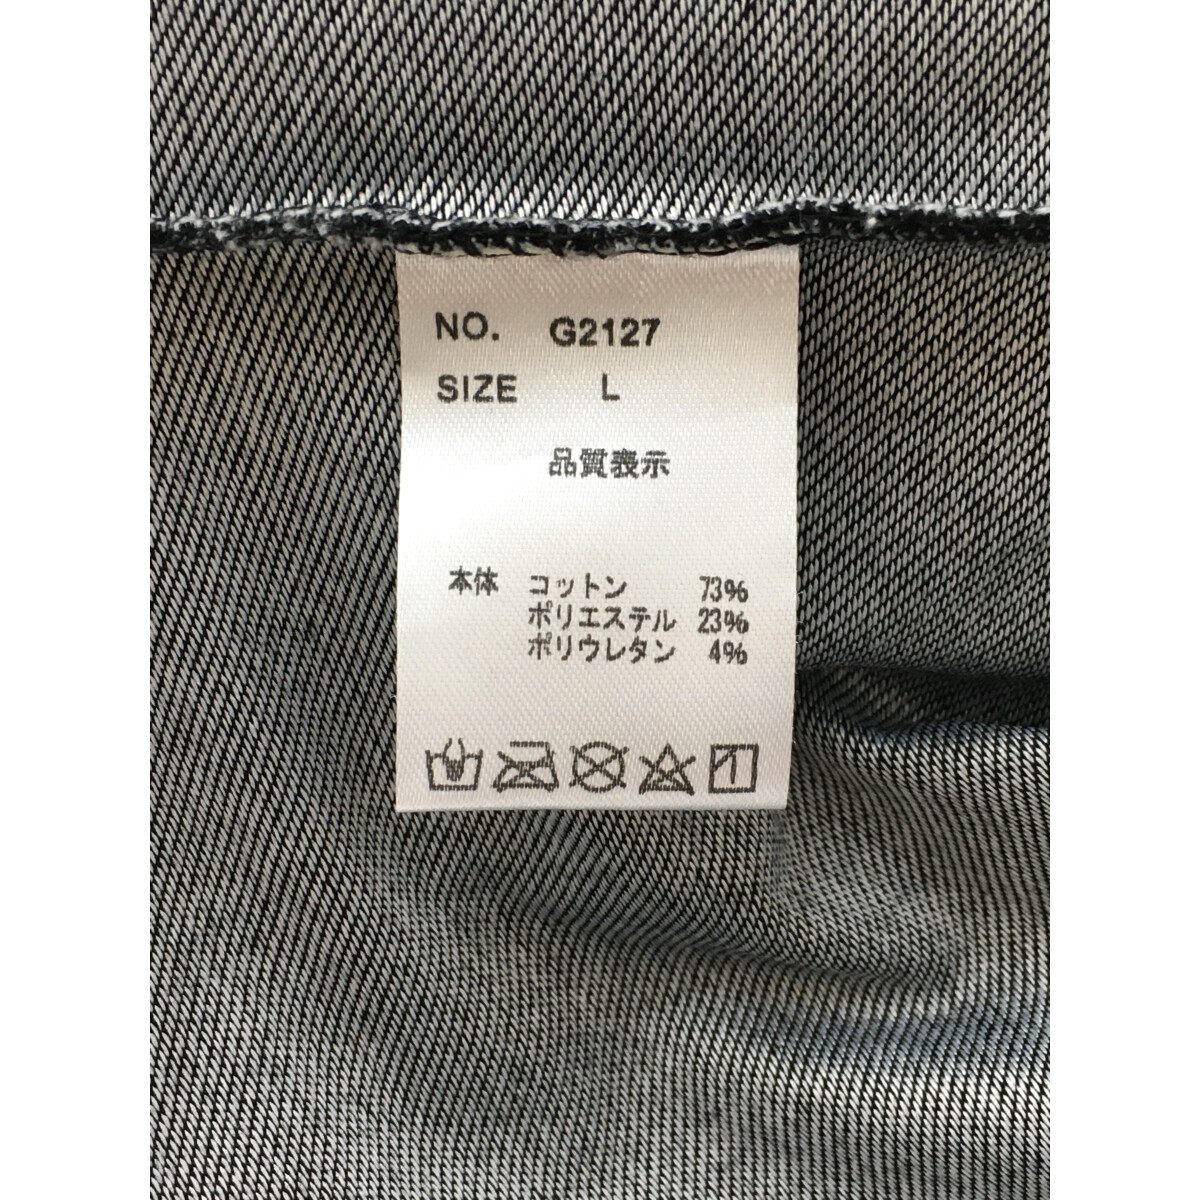 NO. G2127
SIZE L
品質表示
本体 コットン 73%
ポリエステル 23%
ポリウレタン 4%